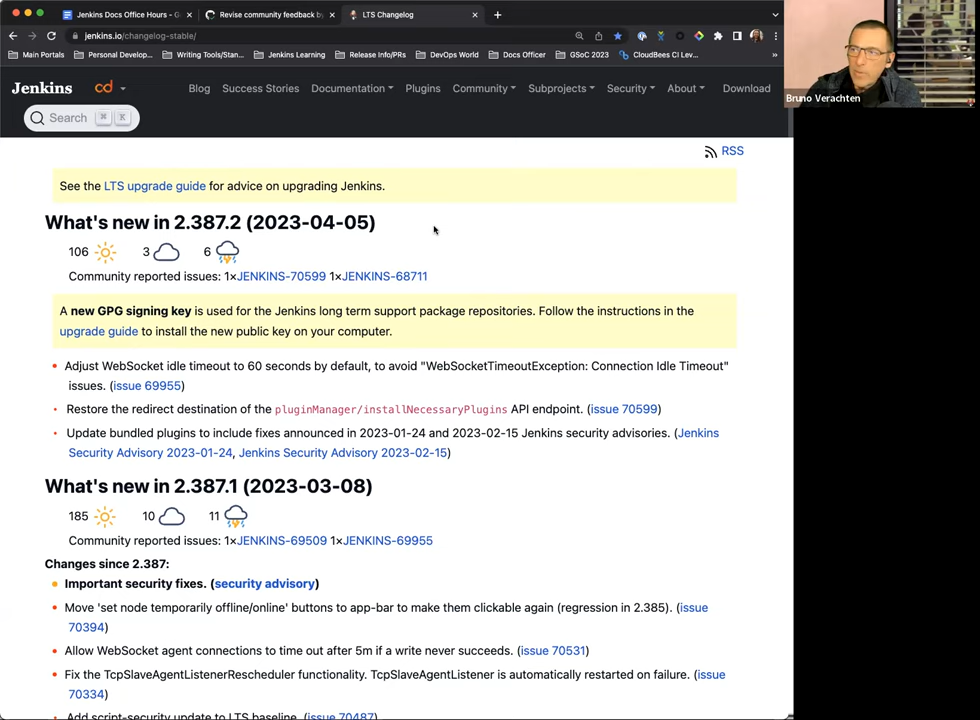 Jenkins Docs Office Hours - G
Revise community feedback by
LTS Changelog
jenkins.io/changelog-stable/
Main Portals
Personal Develop...
Writing Tools/Stan...
Jenkins Learning
Release Info/PRs
DevOps World
Docs Officer
GSoC 2023
CloudBees CI Lev...
»
Jenkins
cd
Blog
Success Stories
Documentation
Plugins
Community
Subprojects
Security
About
Download
Search ⌘ K
Bruno Verachten
RSS
See the LTS upgrade guide for advice on upgrading Jenkins.
What's new in 2.387.2 (2023-04-05)
106 3 6
Community reported issues: 1×JENKINS-70599 1×JENKINS-68711
A new GPG signing key is used for the Jenkins long term support package repositories. Follow the instructions in the
upgrade guide to install the new public key on your computer.
Adjust WebSocket idle timeout to 60 seconds by default, to avoid "WebSocketTimeoutException: Connection Idle Timeout"
issues. (issue 69955)
Restore the redirect destination of the pluginManager/installNecessaryPlugins API endpoint. (issue 70599)
Update bundled plugins to include fixes announced in 2023-01-24 and 2023-02-15 Jenkins security advisories. (Jenkins
Security Advisory 2023-01-24, Jenkins Security Advisory 2023-02-15)
What's new in 2.387.1 (2023-03-08)
185 10 11
Community reported issues: 1×JENKINS-69509 1×JENKINS-69955
Changes since 2.387:
Important security fixes. (security advisory)
Move 'set node temporarily offline/online' buttons to app-bar to make them clickable again (regression in 2.385). (issue
70394)
Allow WebSocket agent connections to time out after 5m if a write never succeeds. (issue 70531)
Fix the TcpSlaveAgentListenerRescheduler functionality. TcpSlaveAgentListener is automatically restarted on failure. (issue
70334)
Add script-security update to LTS baseline. (issue 70487)